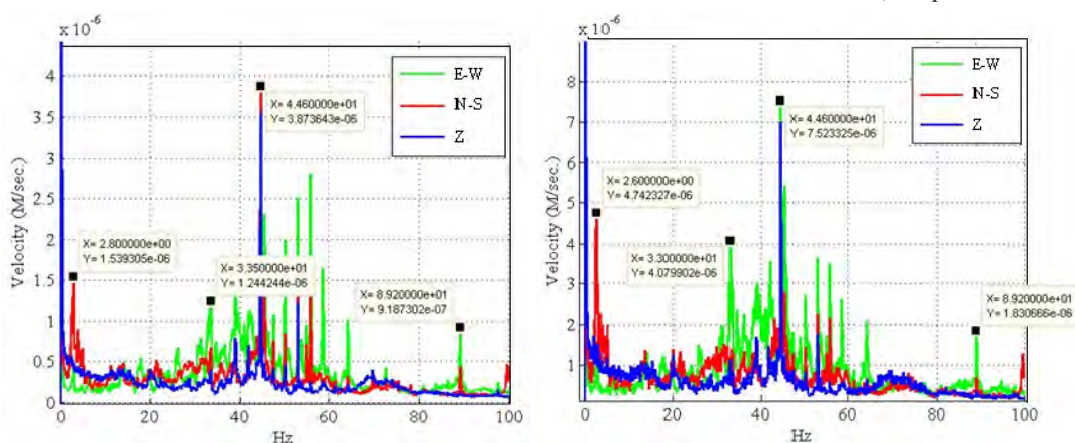 x 10-6
4
3.5
3
2.5
2
1.5
1
0.5
0
Velocity (M/sec.)
0 20 40 60 80 100
Hz
E-W
N-S
Z
X= 4.460000e+01
Y= 3.873643e-06
X= 2.800000e+00
Y= 1.539305e-06
X= 3.350000e+01
Y= 1.244244e-06
X= 8.920000e+01
Y= 9.187302e-07
x 10-6
8
7
6
5
4
3
2
1
Velocity (M/sec.)
0 20 40 60 80 100
Hz
E-W
N-S
Z
X= 4.460000e+01
Y= 7.523325e-06
X= 2.600000e+00
Y= 4.742327e-06
X= 3.300000e+01
Y= 4.079902e-06
X= 8.920000e+01
Y= 1.830666e-06